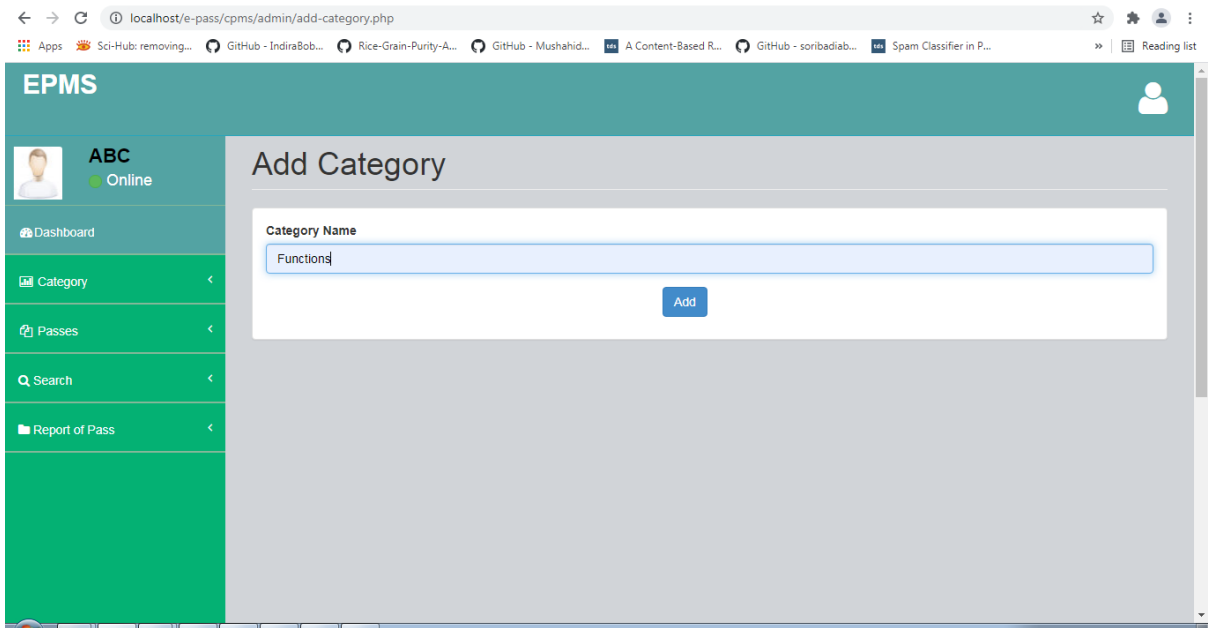 localhost/e-pass/cpms/admin/add-category.php
Apps Sci-Hub: removing... GitHub - IndiraBob... Rice-Grain-Purity-A... GitHub - Mushahid... tds A Content-Based R... GitHub - soribadiab... tds Spam Classifier in P... » Reading list
EPMS
ABC
Online
Dashboard
Category
Passes
Search
Report of Pass
Add Category
Category Name
Functions
Add